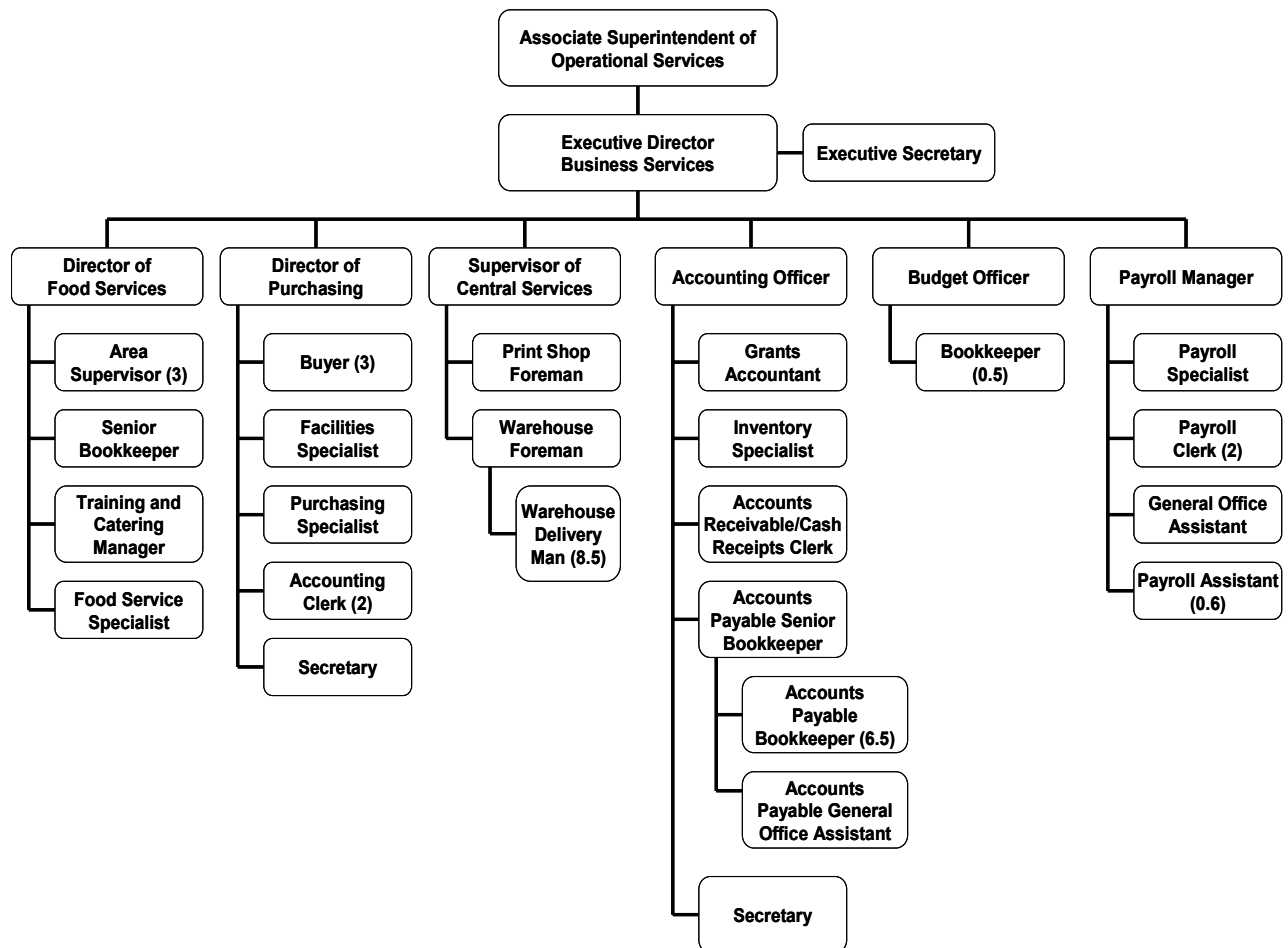 Associate Superintendent of
Operational Services
Executive Director
Business Services
Executive Secretary
Director of
Food Services
Director of
Purchasing
Supervisor of
Central Services
Accounting Officer
Budget Officer
Payroll Manager
Area
Supervisor (3)
Senior
Bookkeeper
Training and
Catering
Manager
Food Service
Specialist
Buyer (3)
Facilities
Specialist
Purchasing
Specialist
Accounting
Clerk (2)
Secretary
Print Shop
Foreman
Warehouse
Foreman
Warehouse
Delivery
Man (8.5)
Grants
Accountant
Inventory
Specialist
Accounts
Receivable/Cash
Receipts Clerk
Accounts
Payable Senior
Bookkeeper
Accounts
Payable
Bookkeeper (6.5)
Accounts
Payable General
Office Assistant
Secretary
Bookkeeper
(0.5)
Payroll
Specialist
Payroll
Clerk (2)
General Office
Assistant
Payroll Assistant
(0.6)